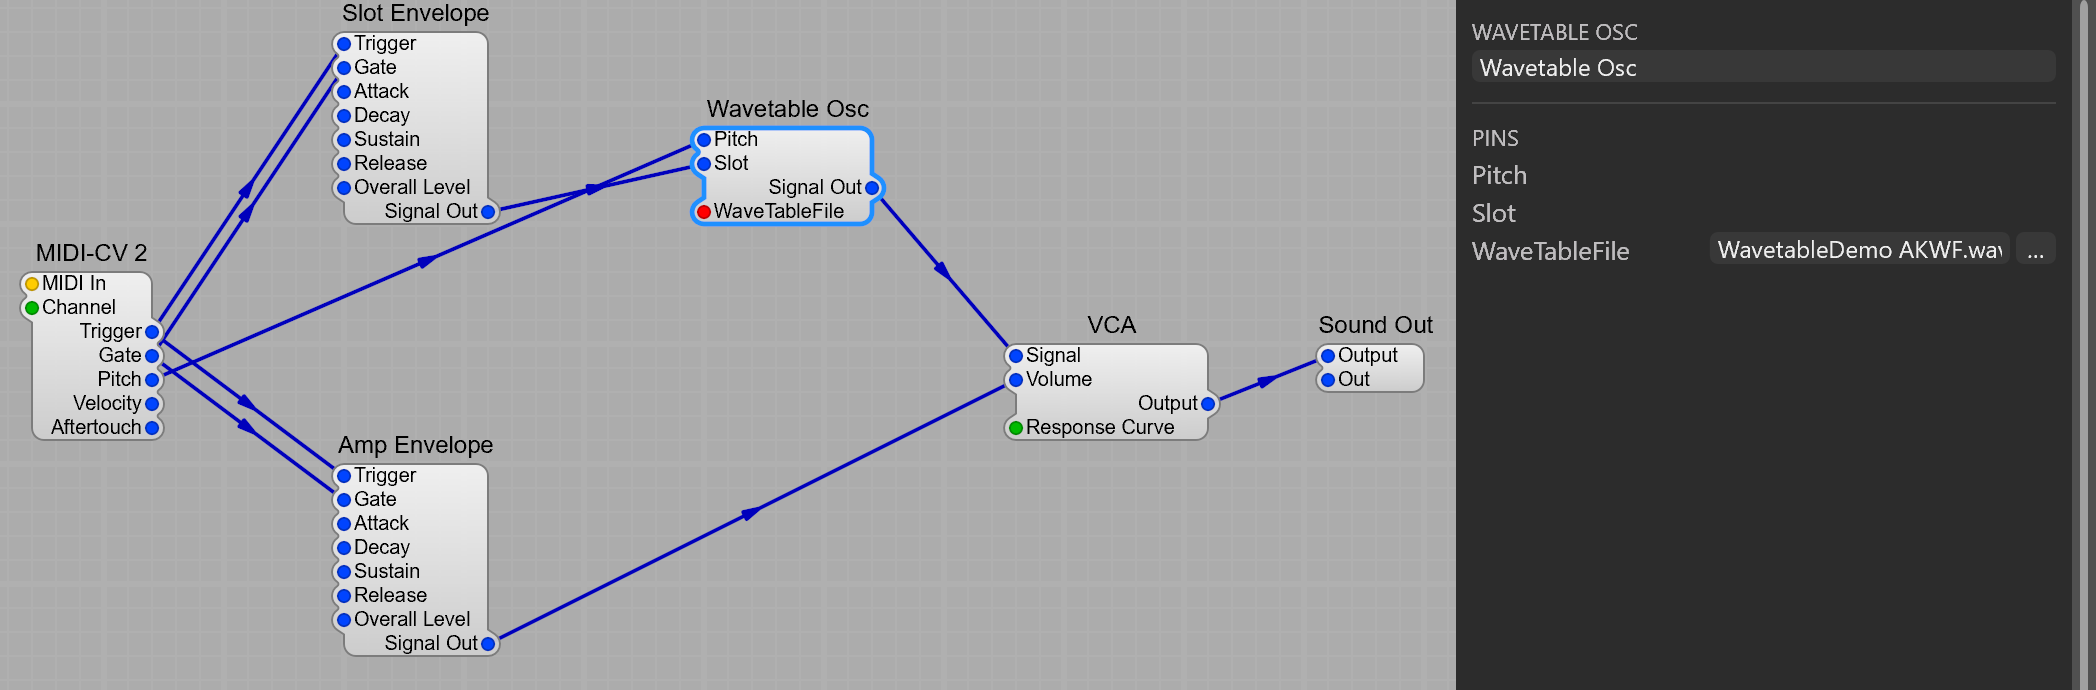 Slot Envelope
Trigger
Gate
Attack
Decay
Sustain
Release
Overall Level
Signal Out
MIDI-CV 2
MIDI In
Channel
Trigger
Gate
Pitch
Velocity
Aftertouch
Amp Envelope
Trigger
Gate
Attack
Decay
Sustain
Release
Overall Level
Signal Out
Wavetable Osc
Pitch
Slot
Signal Out
WaveTableFile
VCA
Signal
Volume
Output
Response Curve
Sound Out
Output
Out
WAVETABLE OSC
Wavetable Osc
PINS
Pitch
Slot
WaveTableFile WavetableDemo AKWF.wav ...